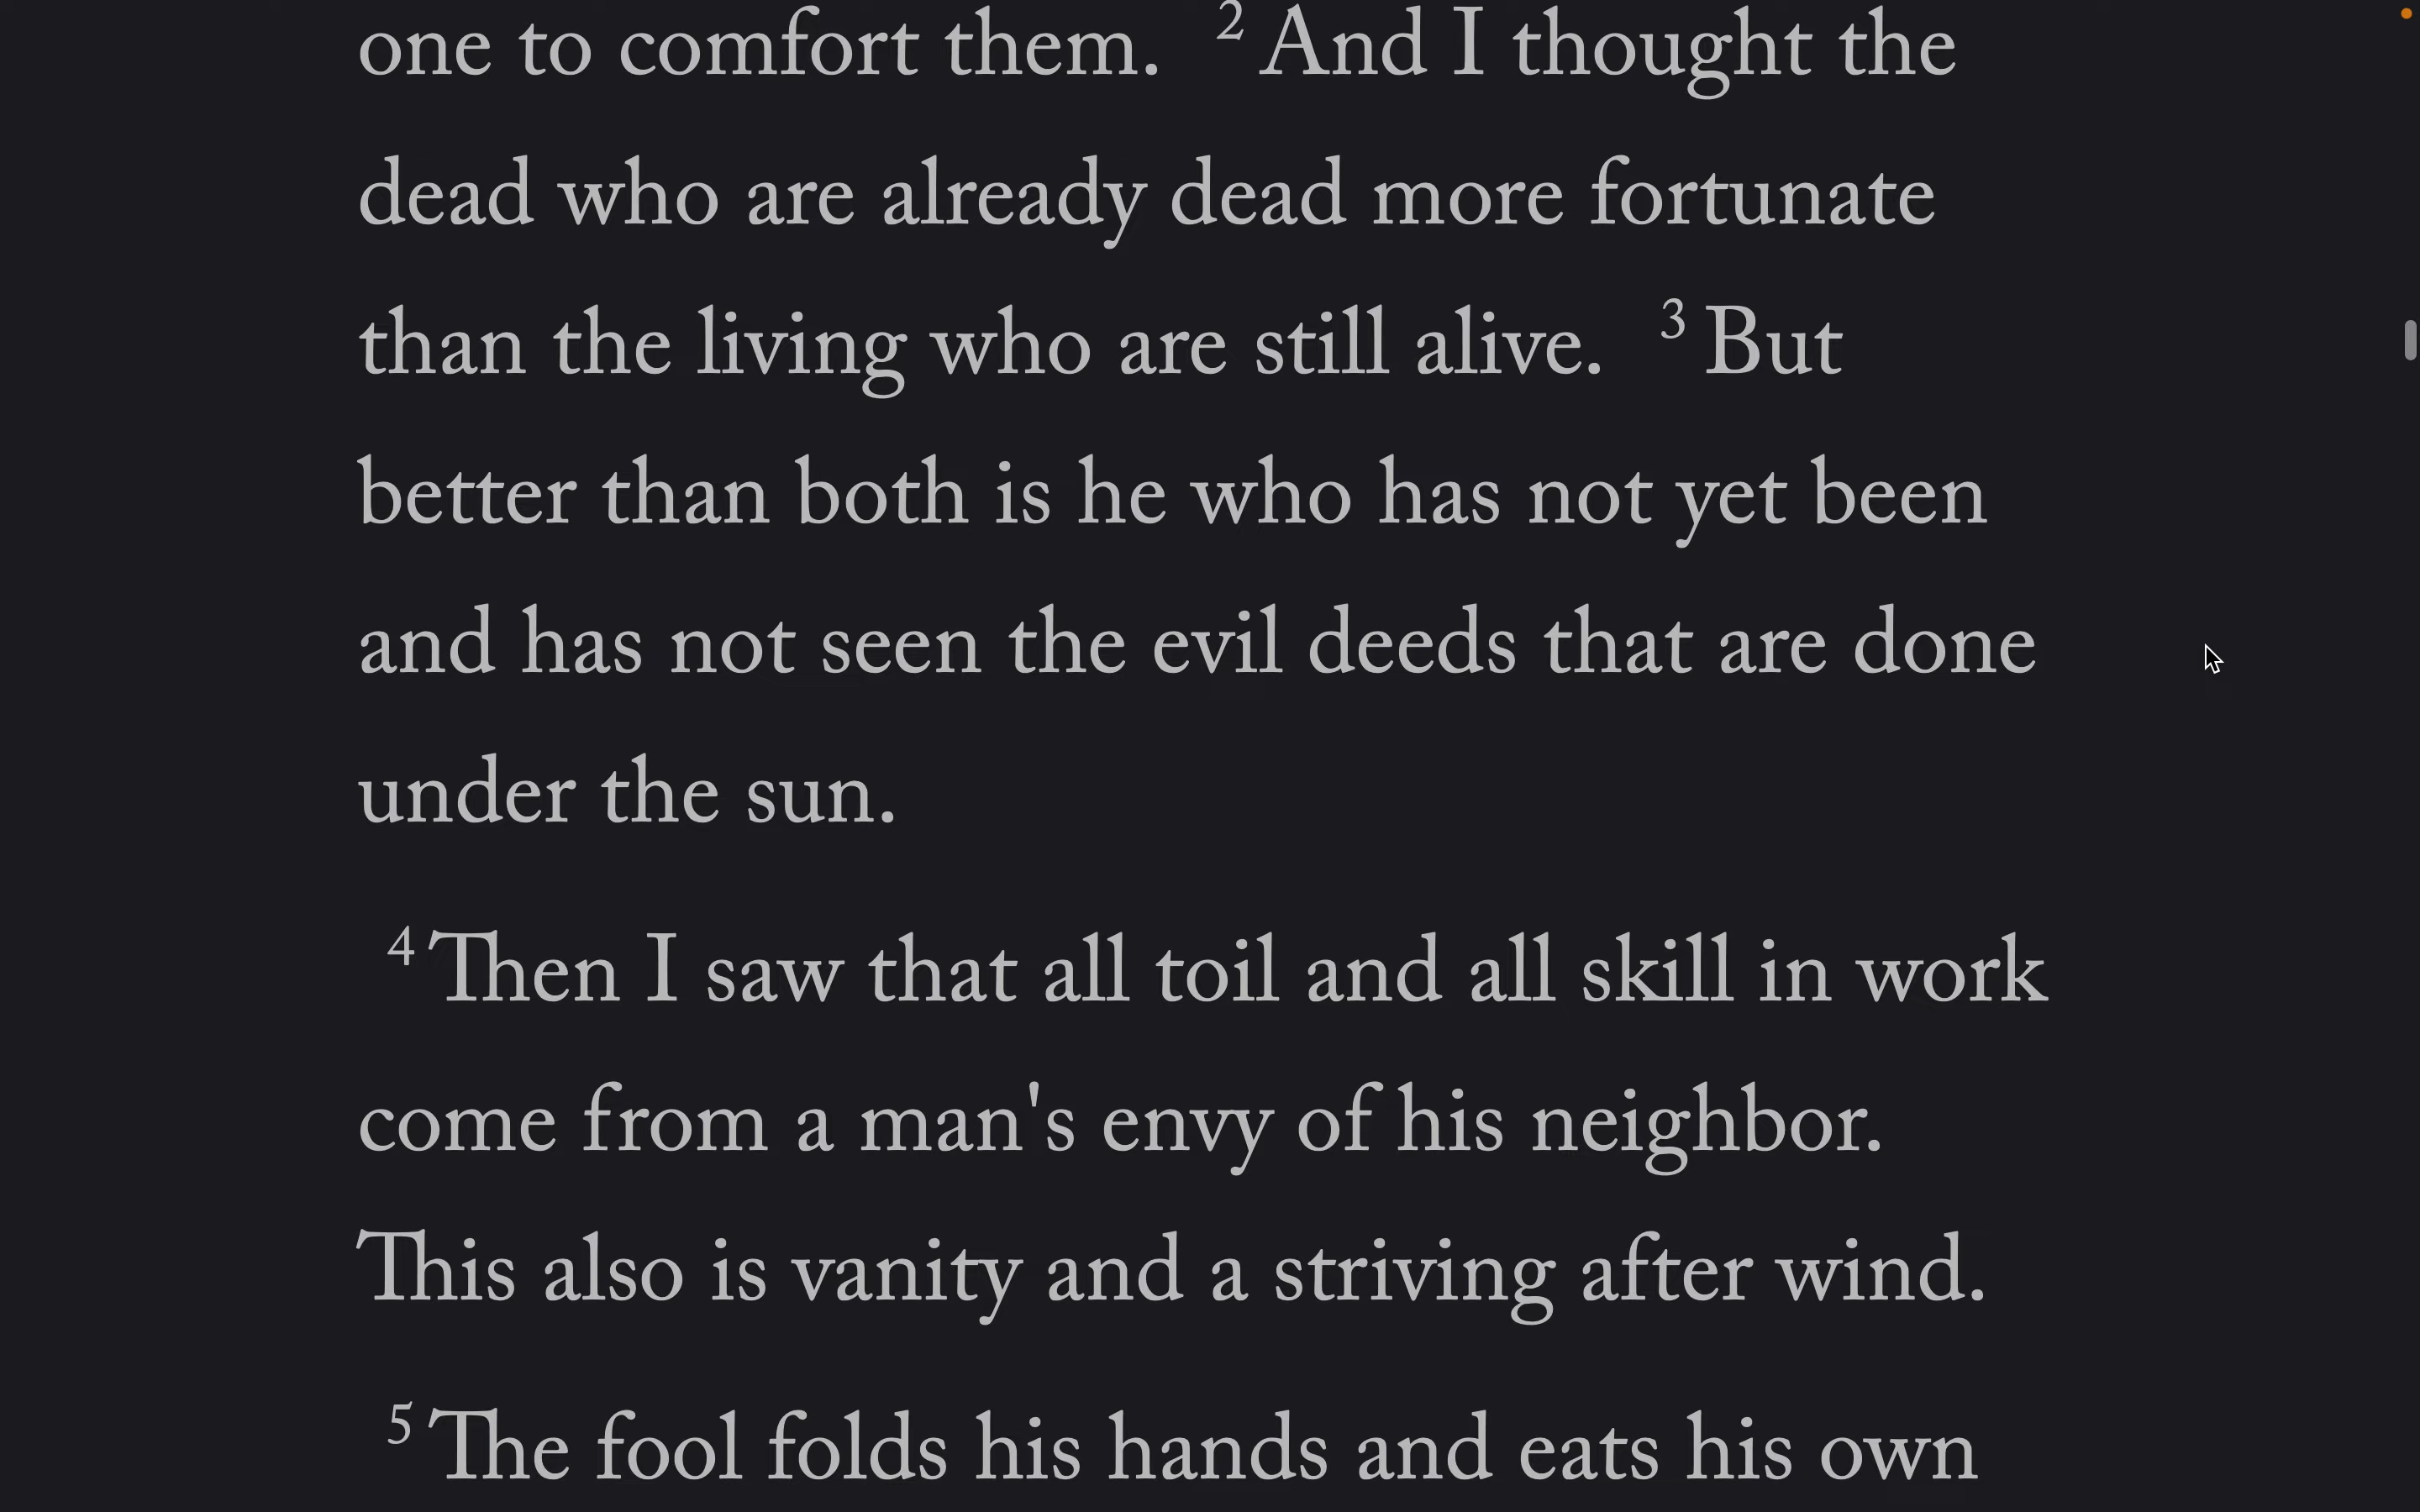 one to comfort them. 2 And I thought the
dead who are already dead more fortunate
than the living who are still alive. 3 But
better than both is he who has not yet been
and has not seen the evil deeds that are done
under the sun.
4 Then I saw that all toil and all skill in work
come from a man's envy of his neighbor.
This also is vanity and a striving after wind.
5 The fool folds his hands and eats his own